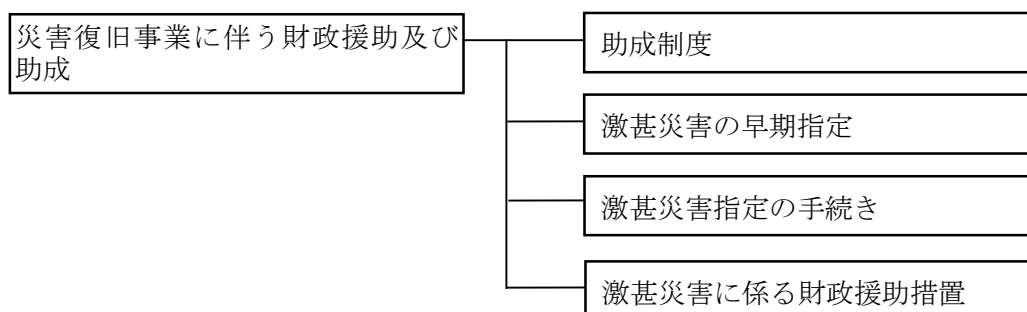 災害復旧事業に伴う財政援助及び
助成
助成制度
激甚災害の早期指定
激甚災害指定の手続き
激甚災害に係る財政援助措置